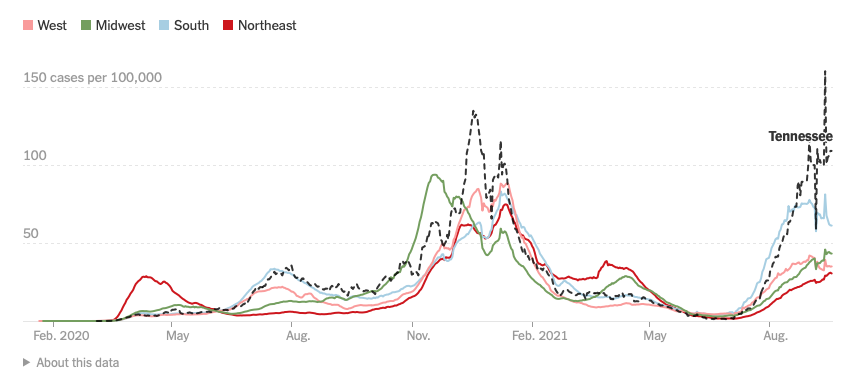 West Midwest South Northeast
150 cases per 100,000
Tennessee
100
50
Feb. 2020 May Aug. Nov. Feb. 2021 May Aug.
About this data